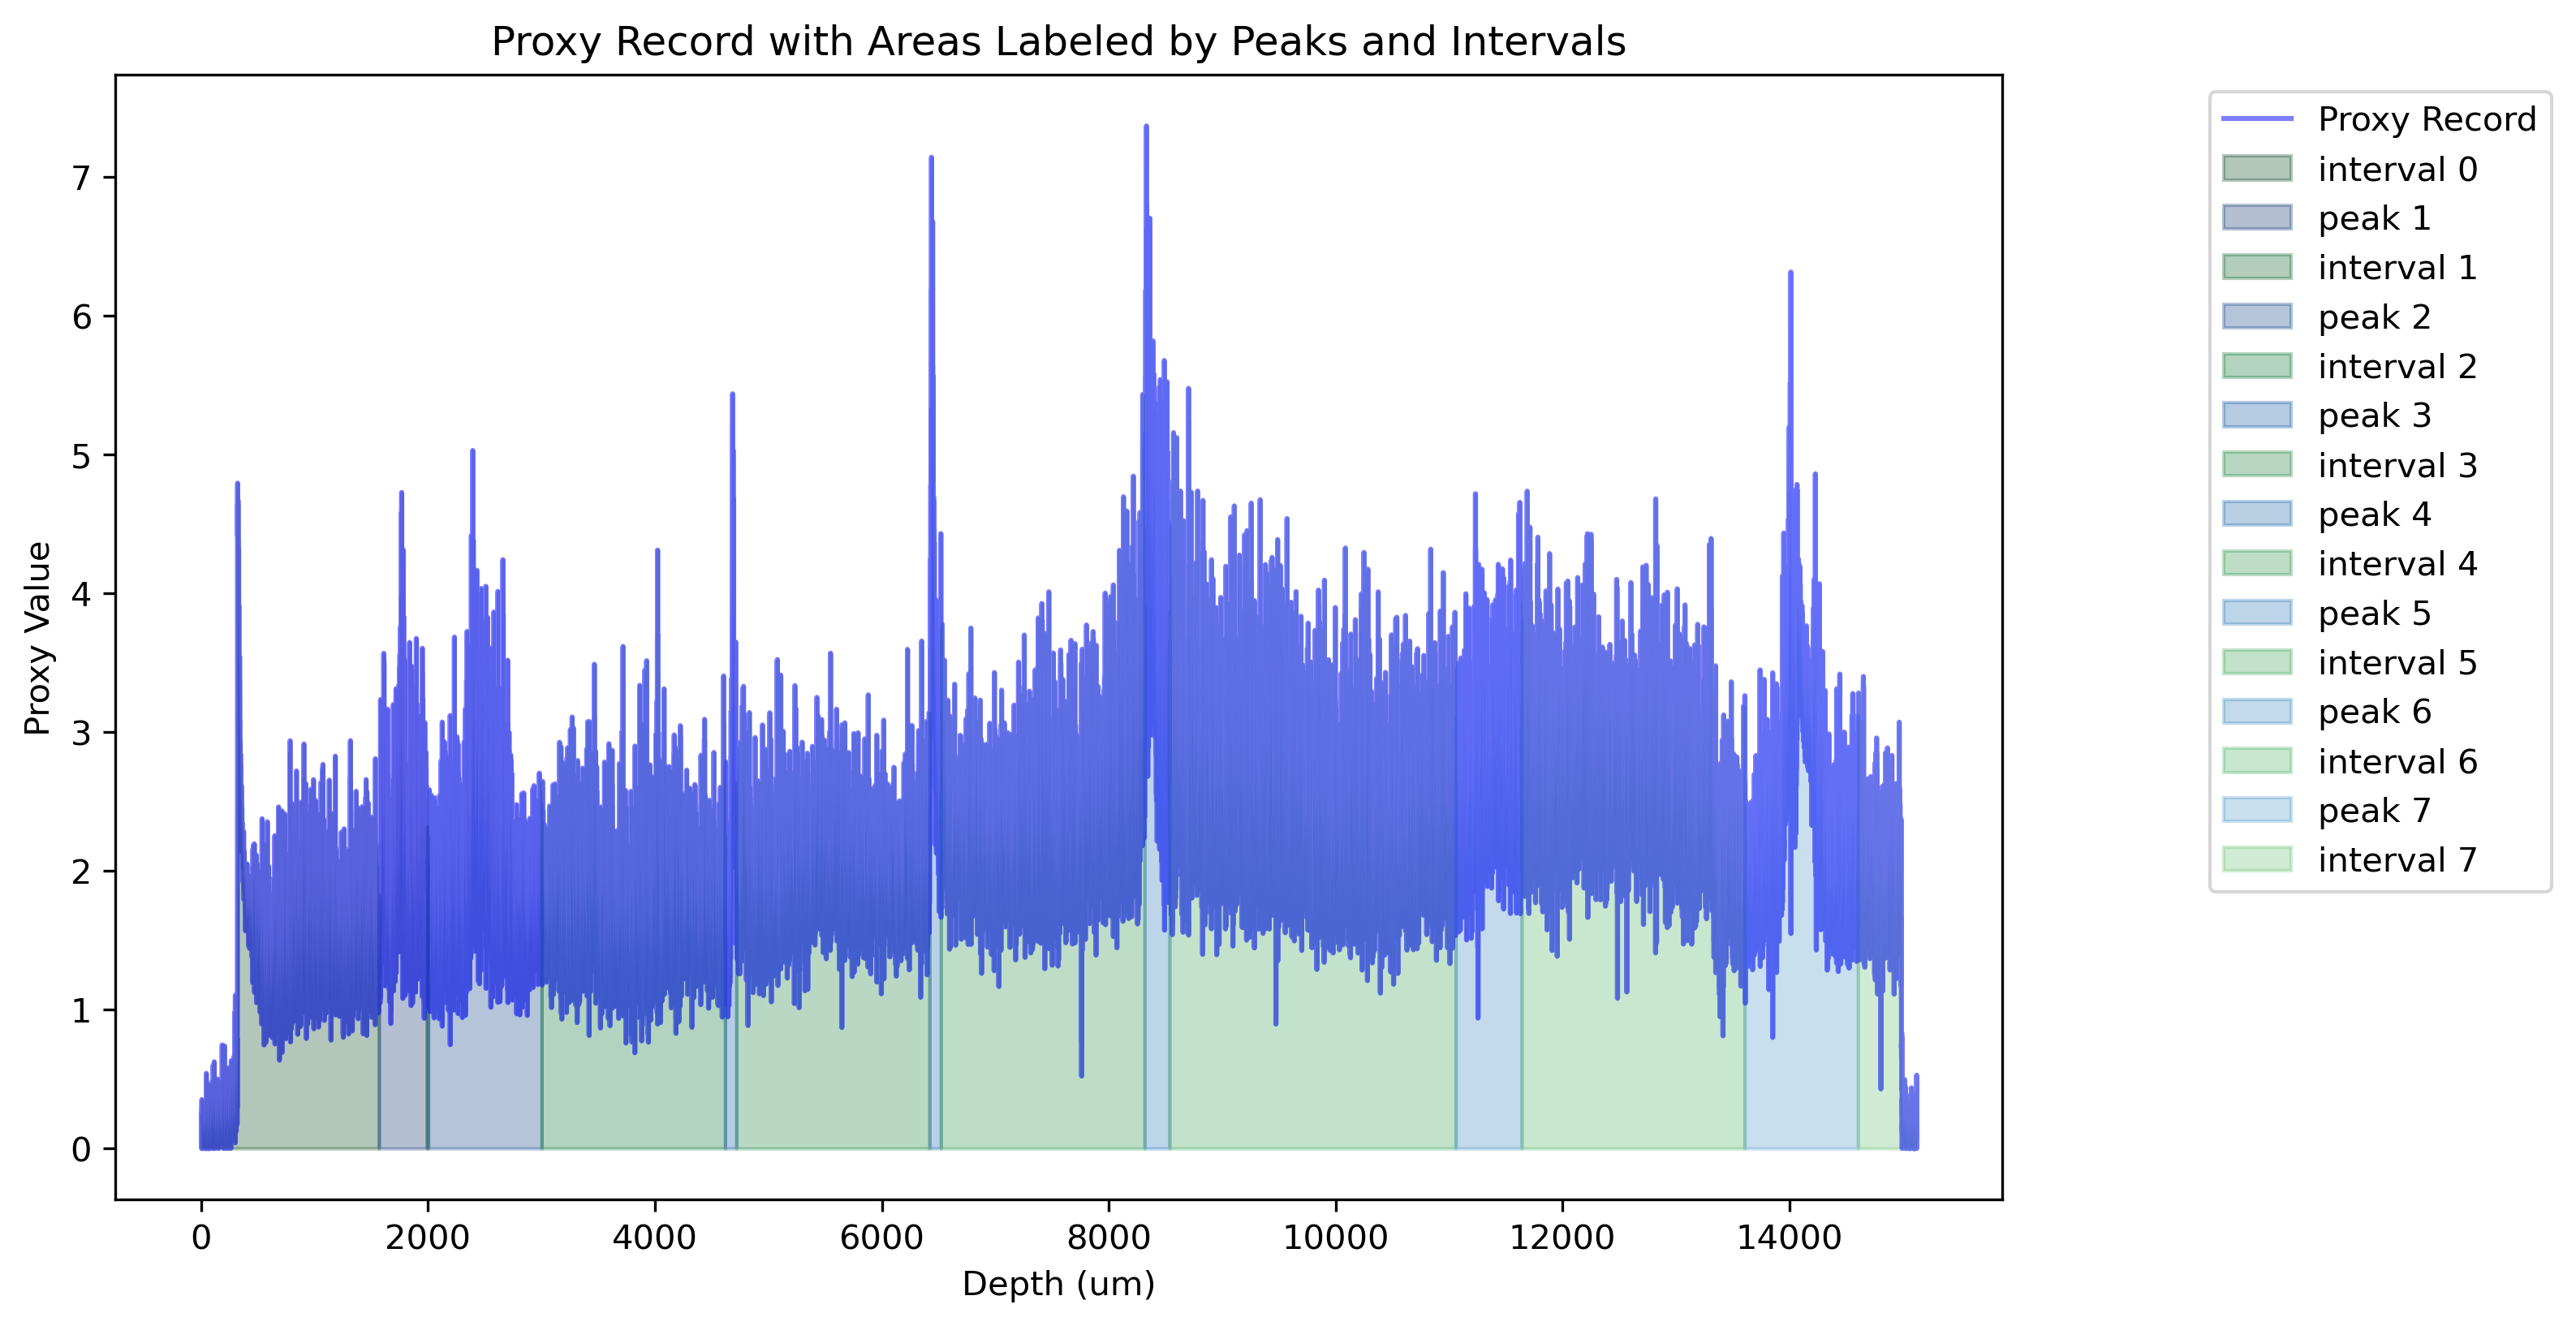 Proxy Record with Areas Labeled by Peaks and Intervals
Proxy Value
7
6
5
4
3
2
1
0
0 2000 4000 6000 8000 10000 12000 14000
Depth (um)
Proxy Record
interval 0
peak 1
interval 1
peak 2
interval 2
peak 3
interval 3
peak 4
interval 4
peak 5
interval 5
peak 6
interval 6
peak 7
interval 7